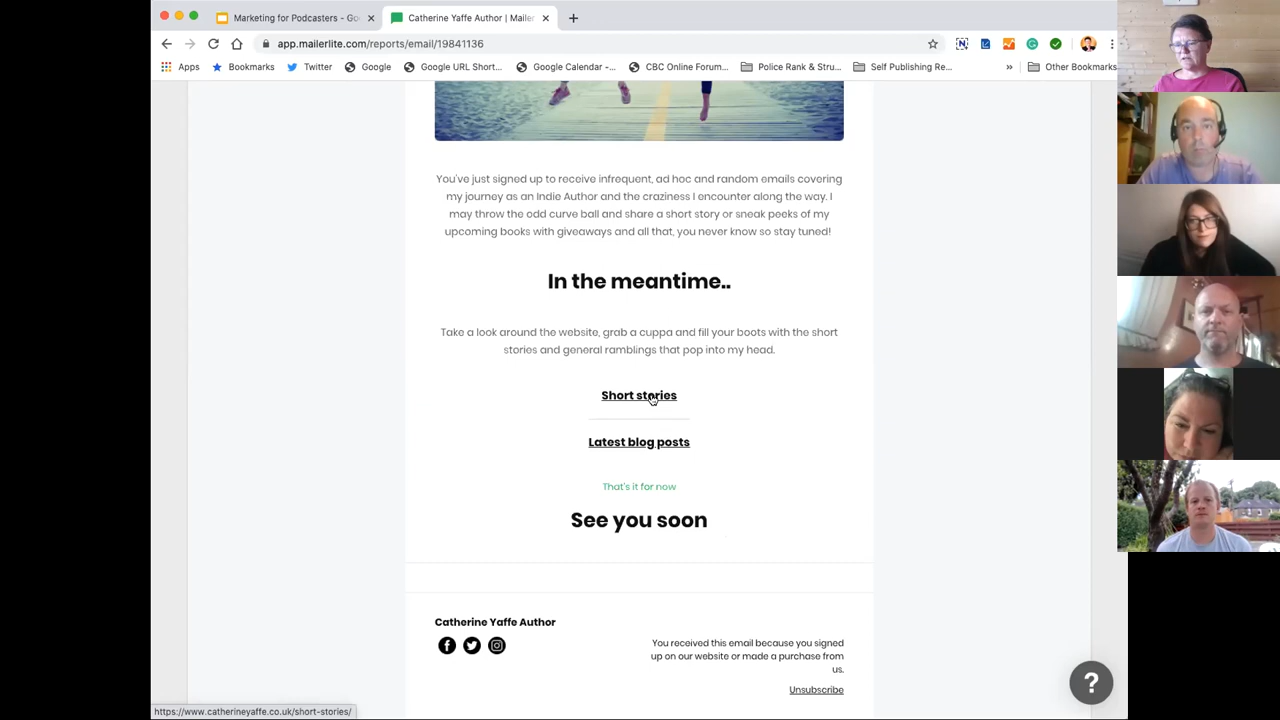 Marketing for Podcasters - Go
Catherine Yaffe Author | Mailer
app.mailerlite.com/reports/email/19841136
Apps
Bookmarks
Twitter
Google
Google URL Short...
Google Calendar -...
CBC Online Forum...
Police Rank & Stru...
Self Publishing Re...
»
Other Bookmarks
You've just signed up to receive infrequent, ad hoc and random emails covering
my journey as an Indie Author and the craziness I encounter along the way. I
may throw the odd curve ball and share a short story or sneak peeks of my
upcoming books with giveaways and all that, you never know so stay tuned!
In the meantime..
Take a look around the website, grab a cuppa and fill your boots with the short
stories and general ramblings that pop into my head.
Short stories
Latest blog posts
That's it for now
See you soon
Catherine Yaffe Author
You received this email because you signed
up on our website or made a purchase from
us.
Unsubscribe
?
https://www.catherineyaffe.co.uk/short-stories/